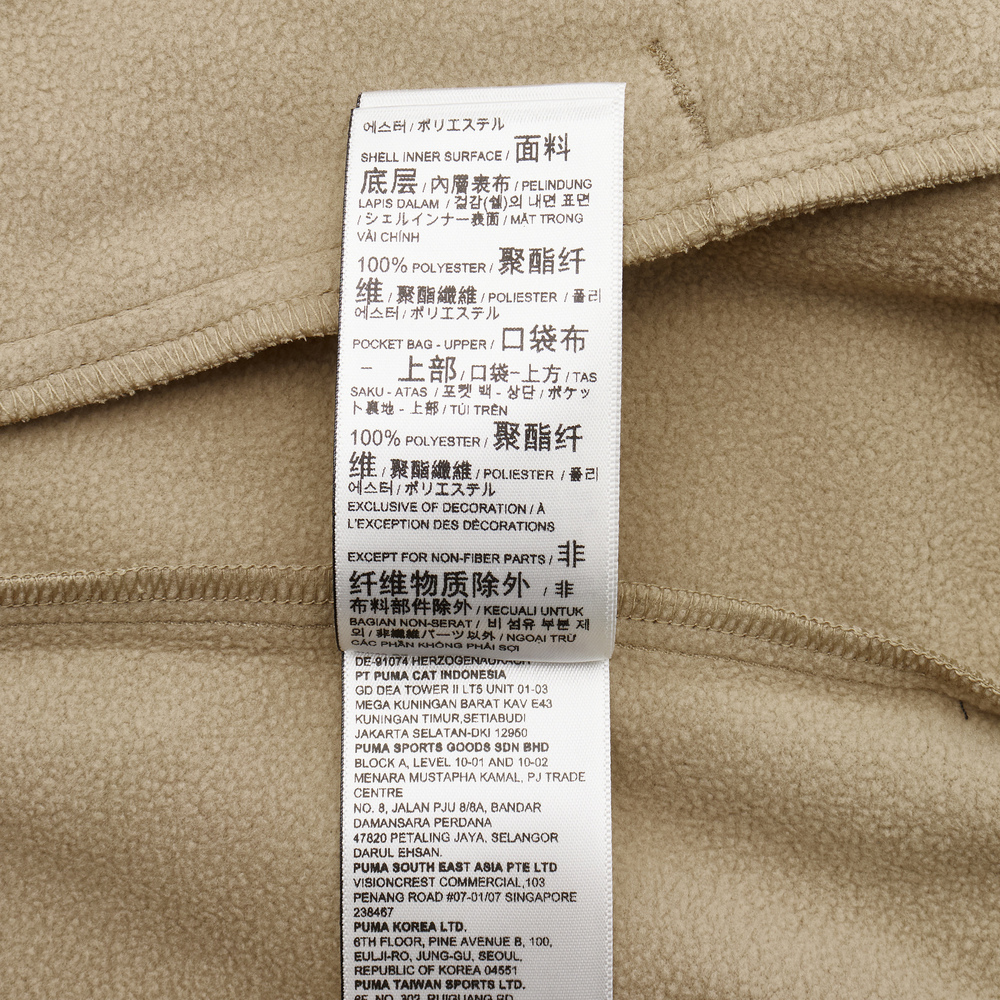 에스터 / ポリエステル
SHELL INNER SURFACE / 面料
底层 / 內層表布 / PELINDUNG
LAPIS DALAM / 겉감(쉘)의 내면 표면
/ シェルインナー表面 / MẶT TRONG
VẢI CHÍNH
100% POLYESTER / 聚酯纤
维 / 聚酯纖維 / POLIESTER / 폴리
에스터 / ポリエステル
POCKET BAG - UPPER / 口袋布
- 上部 / 口袋-上方 / TAS
SAKU - ATAS / 포켓 백 - 상단 / ポケッ
ト裏地 - 上部 / TÚI TRÊN
100% POLYESTER / 聚酯纤
维 / 聚酯纖維 / POLIESTER / 폴리
에스터 / ポリエステル
EXCLUSIVE OF DECORATION / À
L'EXCEPTION DES DÉCORATIONS
EXCEPT FOR NON-FIBER PARTS / 非
纤维物质除外 / 非
布料部件除外 / KECUALI UNTUK
BAGIAN NON-SERAT / 비 섬유 부분 제
외 / 非繊維パーツ以外 / NGOẠI TRỪ
CÁC PHẦN KHÔNG PHẢI SỢI
DE-91074 HERZOGENAURACH
PT PUMA CAT INDONESIA
GD DEA TOWER II LT5 UNIT 01-03
MEGA KUNINGAN BARAT KAV E43
KUNINGAN TIMUR,SETIABUDI
JAKARTA SELATAN-DKI 12950
PUMA SPORTS GOODS SDN BHD
BLOCK A, LEVEL 10-01 AND 10-02
MENARA MUSTAPHA KAMAL, PJ TRADE
CENTRE
NO. 8, JALAN PJU 8/8A, BANDAR
DAMANSARA PERDANA
47820 PETALING JAYA, SELANGOR
DARUL EHSAN.
PUMA SOUTH EAST ASIA PTE LTD
VISIONCREST COMMERCIAL,103
PENANG ROAD #07-01/07 SINGAPORE
238467
PUMA KOREA LTD.
6TH FLOOR, PINE AVENUE B, 100,
EULJI-RO, JUNG-GU, SEOUL,
REPUBLIC OF KOREA 04551
PUMA TAIWAN SPORTS LTD.
6F, NO. 302, RUIGUANG RD